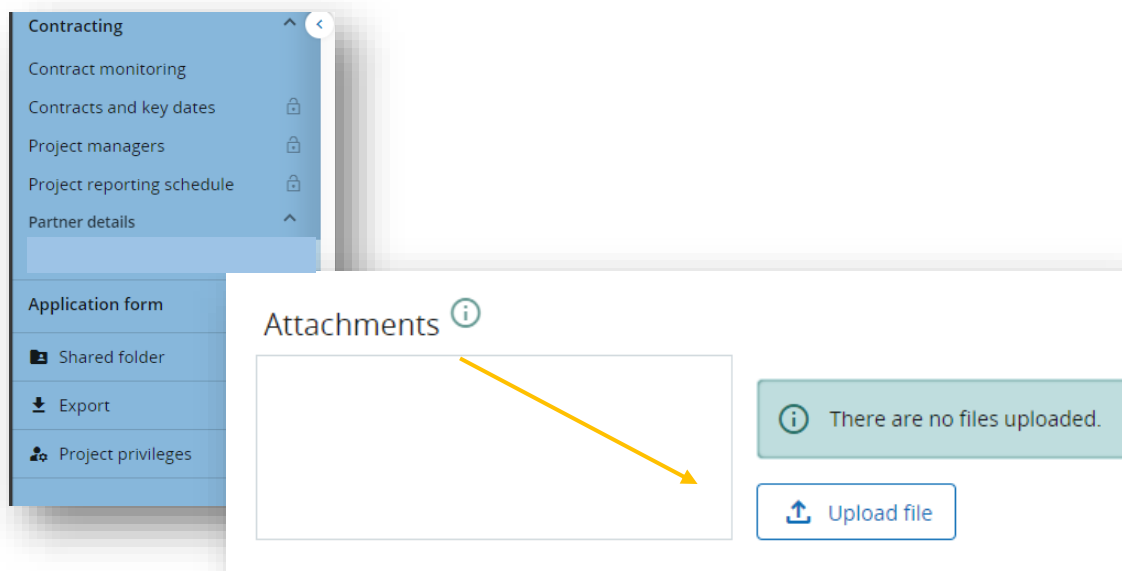 Contracting
Contract monitoring
Contracts and key dates
Project managers
Project reporting schedule
Partner details
Application form
Shared folder
Export
Project privileges
Attachments
There are no files uploaded.
Upload file